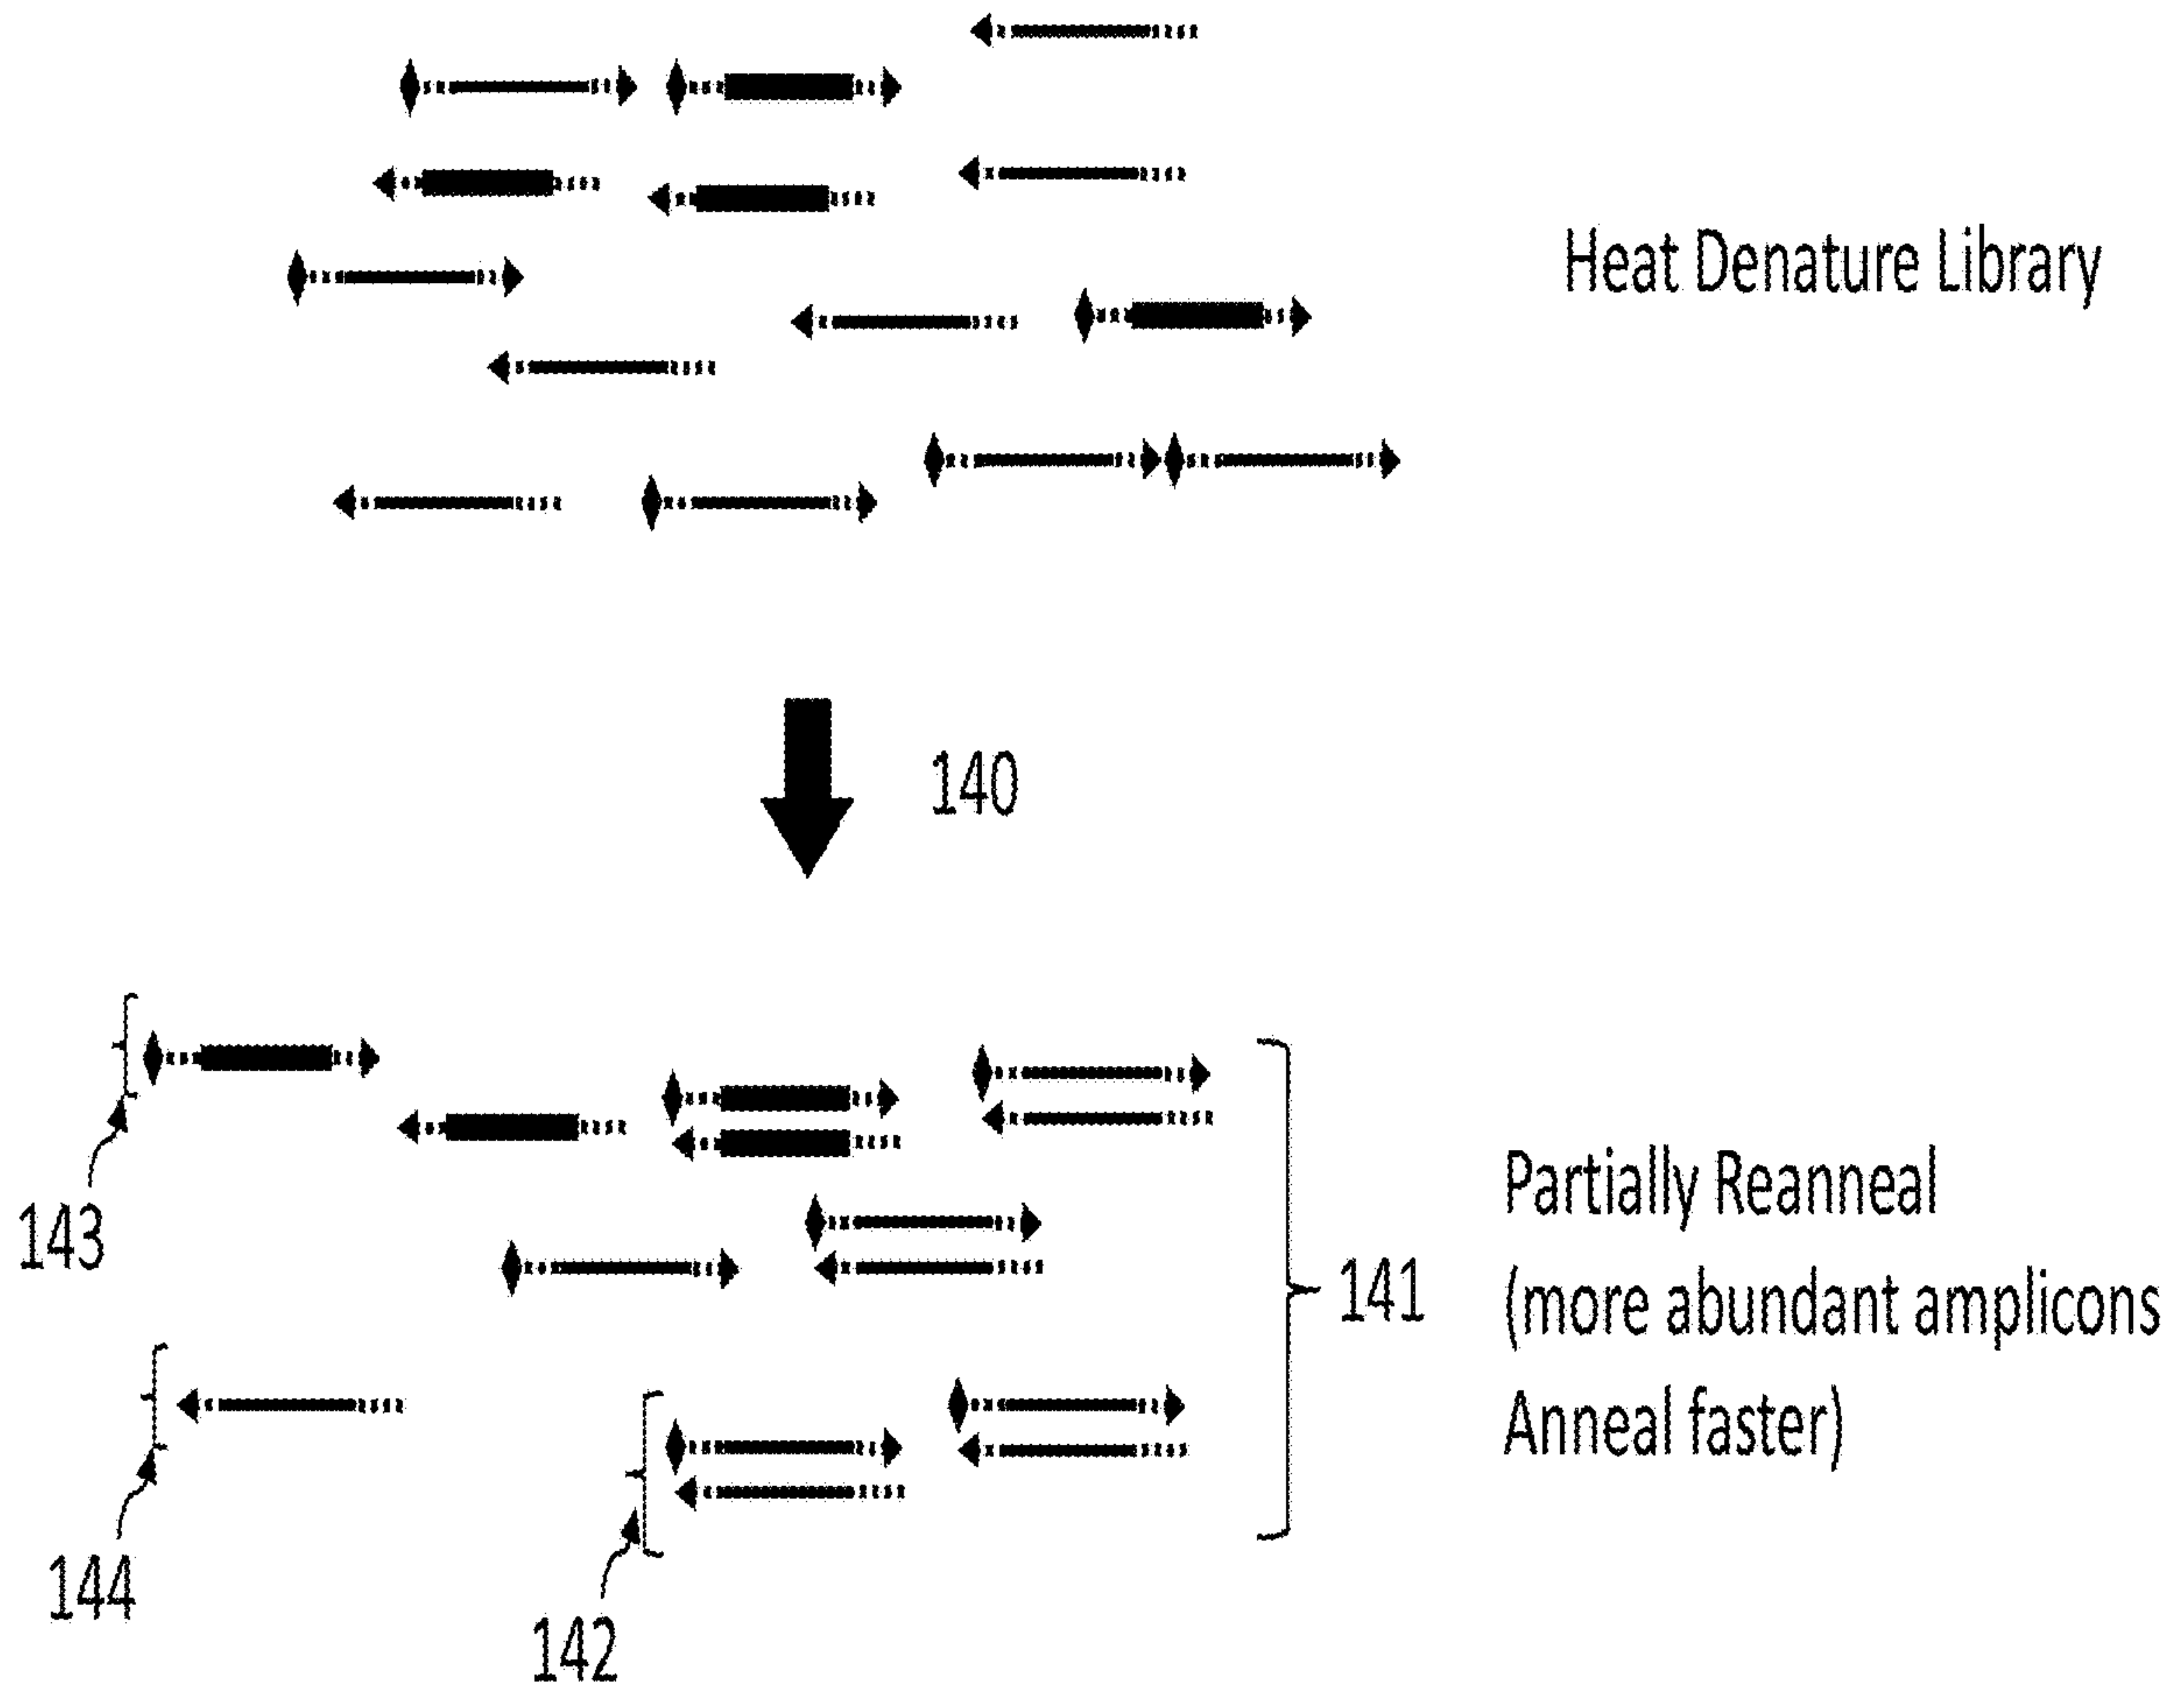 Heat Denature Library
140
143
141
Partially Reanneal
(more abundant amplicons
Anneal faster)
144
142